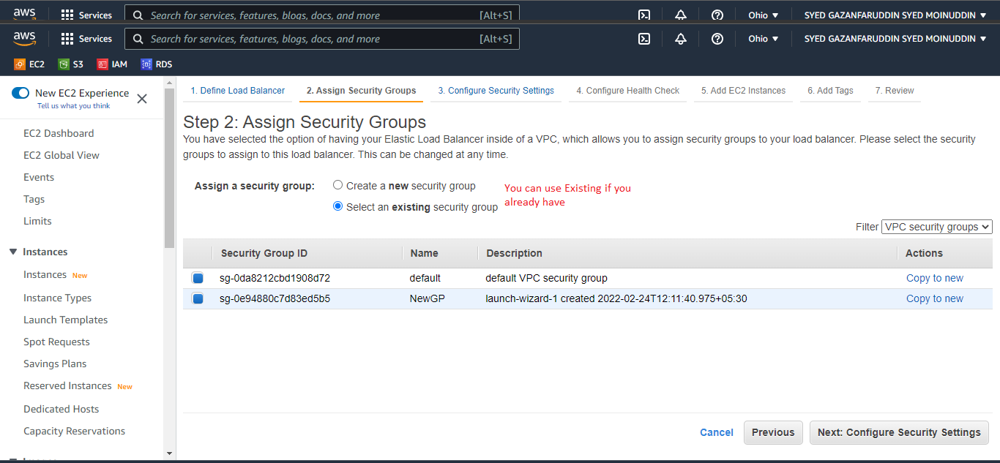 aws Services Search for services, features, blogs, docs, and more [Alt+S] Ohio ▼ SYED GAZANFARUDDIN SYED MOINUDDIN ▼
aws Services Search for services, features, blogs, docs, and more [Alt+S] Ohio ▼ SYED GAZANFARUDDIN SYED MOINUDDIN ▼
EC2 S3 IAM RDS
New EC2 Experience
Tell us what you think
EC2 Dashboard
EC2 Global View
Events
Tags
Limits
Instances
Instances New
Instance Types
Launch Templates
Spot Requests
Savings Plans
Reserved Instances New
Dedicated Hosts
Capacity Reservations
1. Define Load Balancer 2. Assign Security Groups 3. Configure Security Settings 4. Configure Health Check 5. Add EC2 Instances 6. Add Tags 7. Review
Step 2: Assign Security Groups
You have selected the option of having your Elastic Load Balancer inside of a VPC, which allows you to assign security groups to your load balancer. Please select the security
groups to assign to this load balancer. This can be changed at any time.
Assign a security group: Create a new security group
Select an existing security group
You can use Existing if you
already have
Filter VPC security groups
Security Group ID Name Description Actions
sg-0da8212cbd1908d72 default default VPC security group Copy to new
sg-0e94880c7d83ed5b5 NewGP launch-wizard-1 created 2022-02-24T12:11:40.975+05:30 Copy to new
Cancel Previous Next: Configure Security Settings